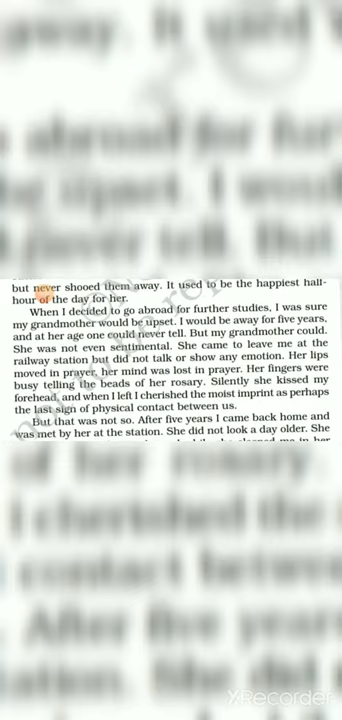 but never shooed them away. It used to be the happiest half-
hour of the day for her.
When I decided to go abroad for further studies, I was sure
my grandmother would be upset. I would be away for five years,
and at her age one could never tell. But my grandmother could.
She was not even sentimental. She came to leave me at the
railway station but did not talk or show any emotion. Her lips
moved in prayer, her mind was lost in prayer. Her fingers were
busy telling the beads of her rosary. Silently she kissed my
forehead, and when I left I cherished the moist imprint as perhaps
the last sign of physical contact between us.
But that was not so. After five years I came back home and
was met by her at the station. She did not look a day older. She
me in her
XRecorder